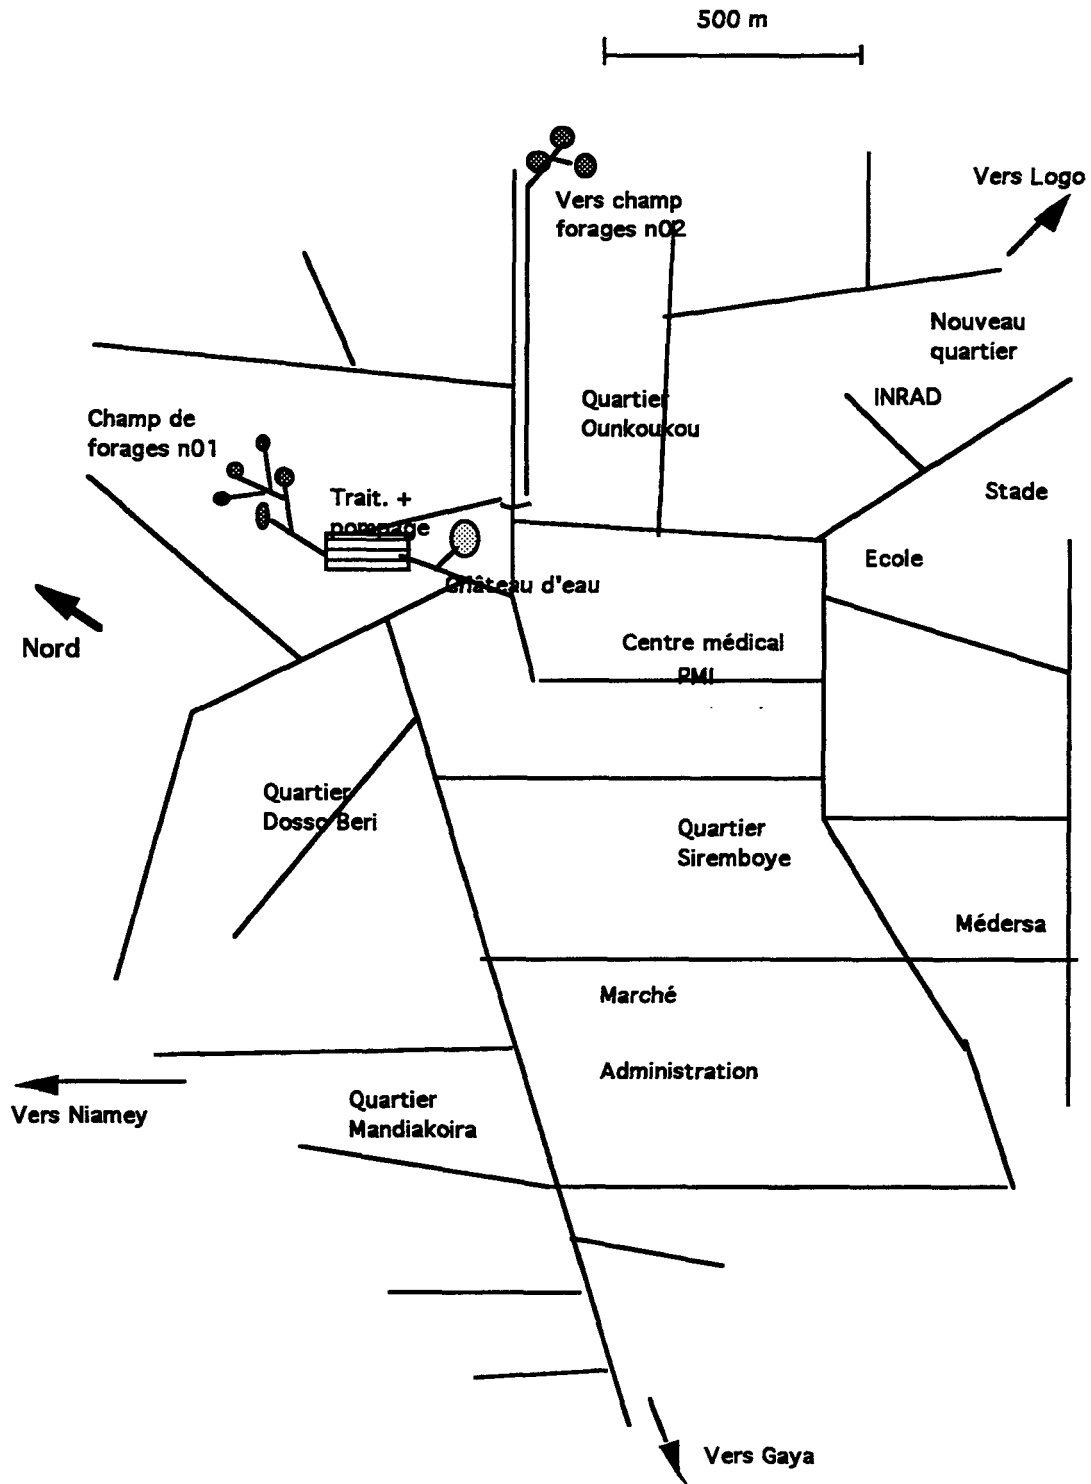 500 m
Vers Logo
Vers champ
forages n02
Nouveau
quartier
INRAD
Quartier
Ounkoukou
Champ de
forages n01
Trait. +
pompage
Stade
Ecole
Château d'eau
Nord
Centre médical
PMI
Quartier
Dosso Beri
Quartier
Siremboye
Médersa
Marché
Administration
Quartier
Mandiakoira
Vers Niamey
Vers Gaya